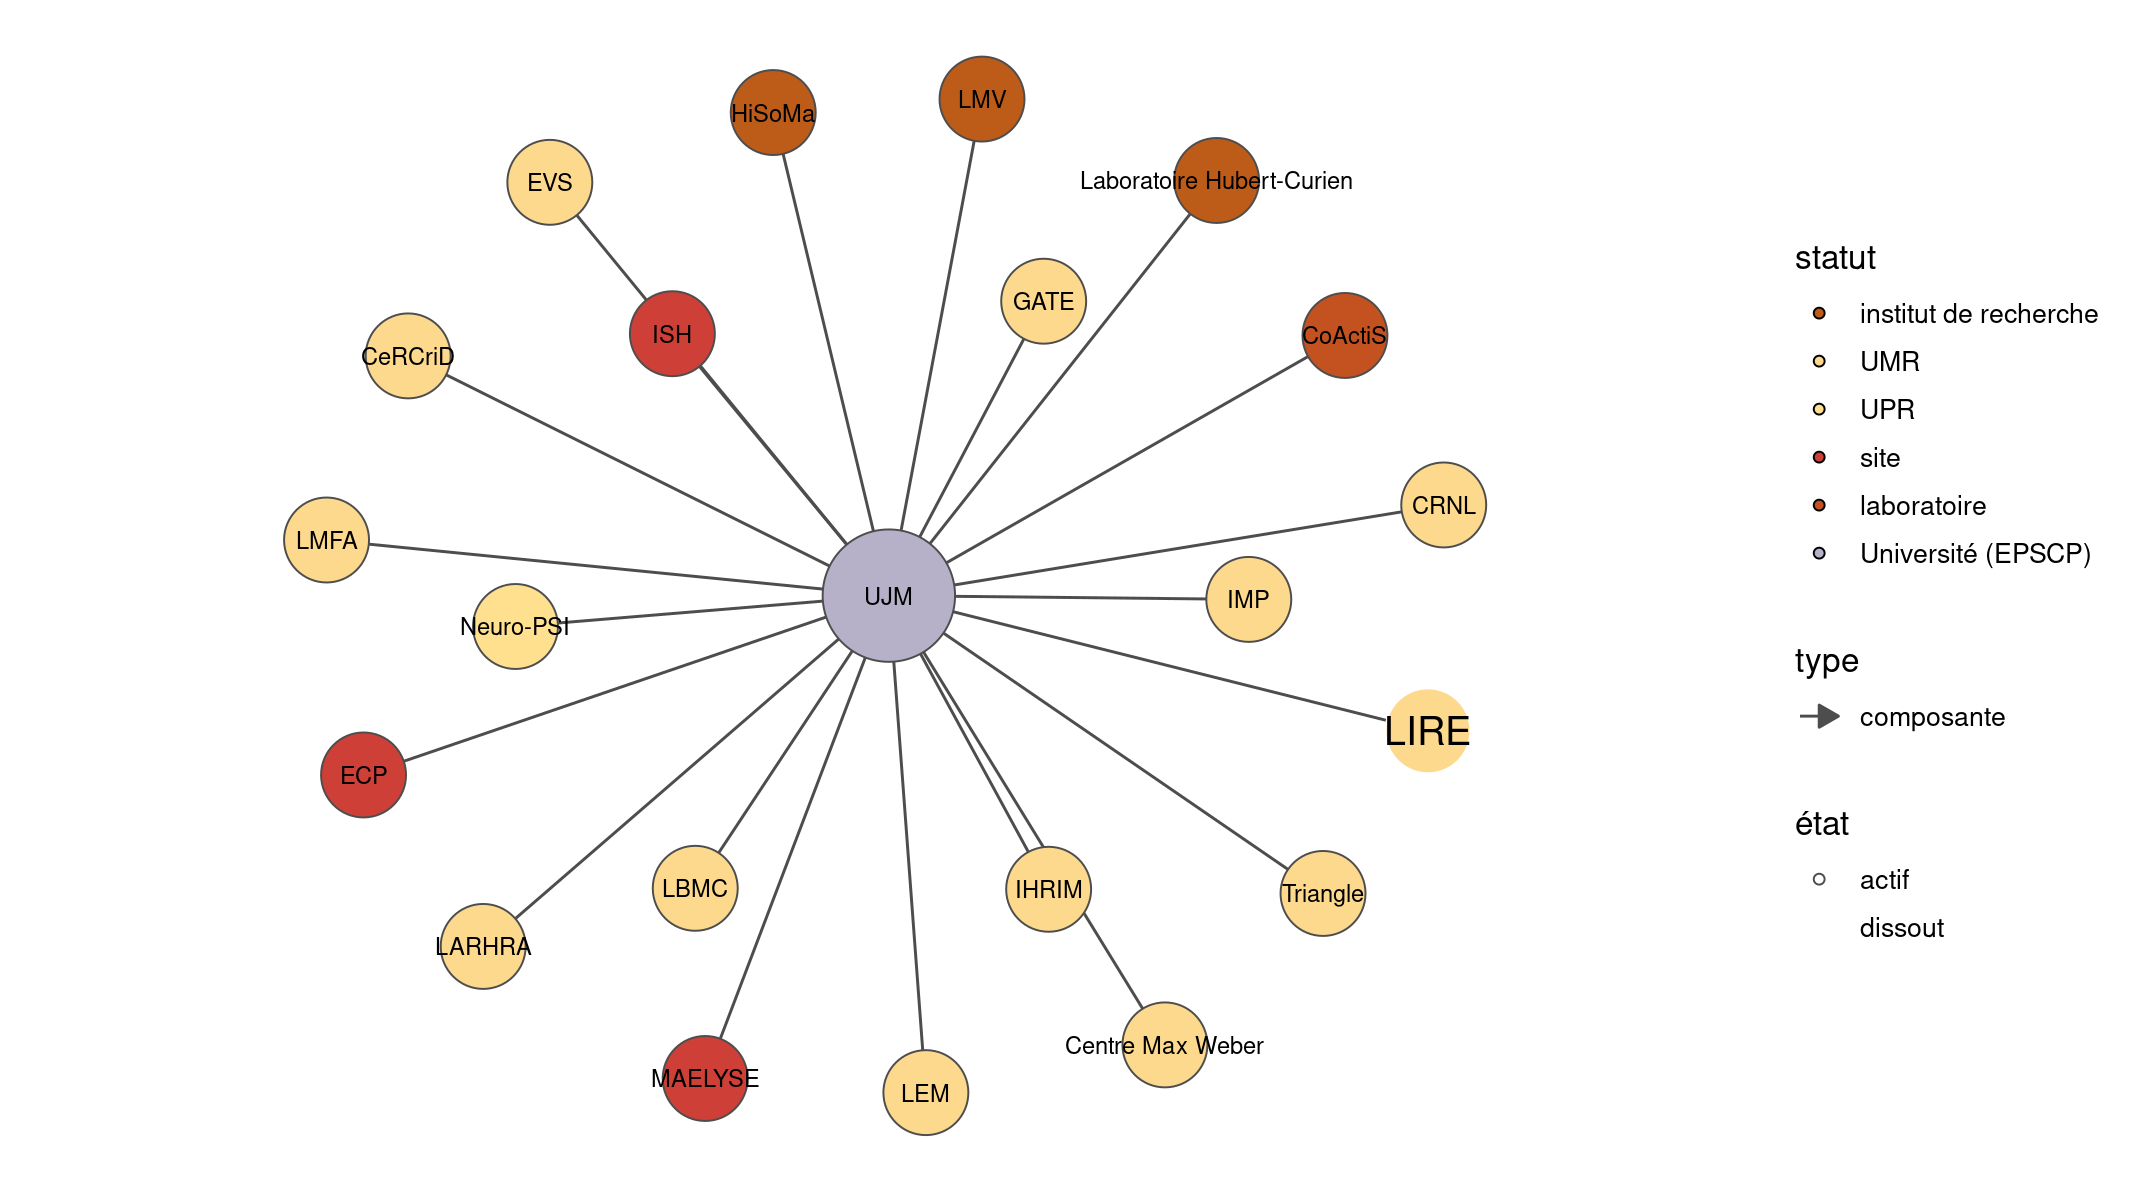 HiSoMa
LMV
EVS
Laboratoire Hubert-Curien
GATE
ISH
CoActiS
CeRCriD
CRNL
LMFA
UJM
IMP
Neuro-PSI
LIRE
ECP
LBMC
IHRIM
Triangle
LARHRA
Centre Max Weber
MAELYSE
LEM
statut
institut de recherche
UMR
UPR
site
laboratoire
Université (EPSCP)
type
composante
état
actif
dissout